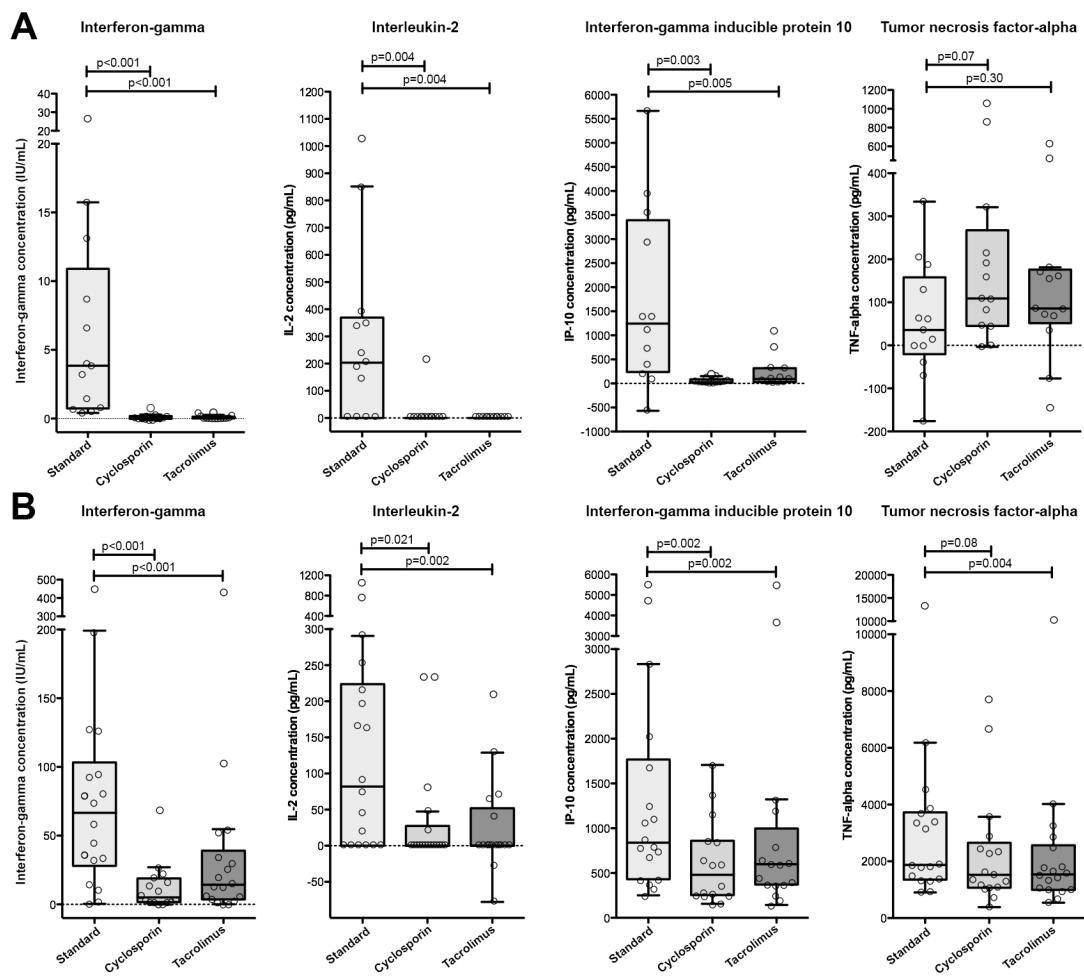 A
Interferon-gamma
p<0.001
p<0.001
Interferon-gamma concentration (IU/mL)
40
30
20
20
15
10
5
0
Standard
Cyclosporin
Tacrolimus
Interleukin-2
p=0.004
p=0.004
IL-2 concentration (pg/mL)
1200
1100
1000
900
800
700
600
500
400
300
200
100
0
Standard
Cyclosporin
Tacrolimus
Interferon-gamma inducible protein 10
p=0.003
p=0.005
IP-10 concentration (pg/mL)
6000
5500
5000
4500
4000
3500
3000
2500
2000
1500
1000
500
0
-500
-1000
Standard
Cyclosporin
Tacrolimus
Tumor necrosis factor-alpha
p=0.07
p=0.30
TNF-alpha concentration (pg/mL)
1200
1000
800
600
400
400
300
200
100
0
-100
-200
Standard
Cyclosporin
Tacrolimus
B
Interferon-gamma
p<0.001
p<0.001
Interferon-gamma concentration (IU/mL)
500
400
300
200
200
150
100
50
0
Standard
Cyclosporin
Tacrolimus
Interleukin-2
p=0.021
p=0.002
IL-2 concentration (pg/mL)
1200
1000
800
600
400
300
250
200
150
100
50
0
-50
Standard
Cyclosporin
Tacrolimus
Interferon-gamma inducible protein 10
p=0.002
p=0.002
IP-10 concentration (pg/mL)
6000
5000
4000
3000
3000
2500
2000
1500
1000
500
0
Standard
Cyclosporin
Tacrolimus
Tumor necrosis factor-alpha
p=0.08
p=0.004
TNF-alpha concentration (pg/mL)
20000
15000
10000
10000
8000
6000
4000
2000
0
Standard
Cyclosporin
Tacrolimus